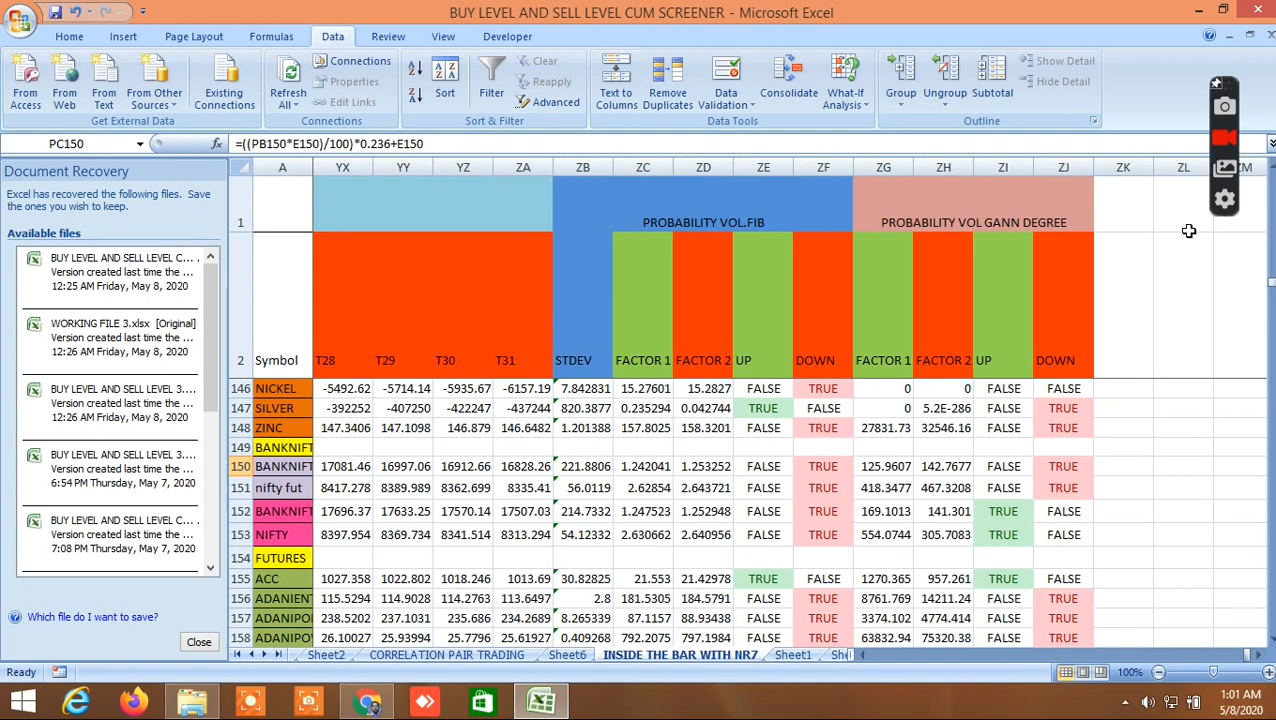 BUY LEVEL AND SELL LEVEL CUM SCREENER - Microsoft Excel
Home Insert Page Layout Formulas Data Review View Developer
From Access
From Web
From Text
From Other Sources
Existing Connections
Get External Data
Refresh All
Connections
Properties
Edit Links
Connections
Sort
Filter
Clear
Reapply
Advanced
Sort & Filter
Text to Columns
Remove Duplicates
Data Validation
Consolidate
What-If Analysis
Data Tools
Group
Ungroup
Subtotal
Show Detail
Hide Detail
Outline
PC150 fx =((PB150*E150)/100)*0.236+E150
Document Recovery
Excel has recovered the following files. Save the ones you wish to keep.
Available files
BUY LEVEL AND SELL LEVEL C...
Version created last time the ...
12:25 AM Friday, May 8, 2020
WORKING FILE 3.xlsx [Original]
Version created last time the ...
12:26 AM Friday, May 8, 2020
BUY LEVEL AND SELL LEVEL 3....
Version created last time the ...
12:26 AM Friday, May 8, 2020
BUY LEVEL AND SELL LEVEL 3....
Version created last time the ...
6:54 PM Thursday, May 7, 2020
BUY LEVEL AND SELL LEVEL CUM ...
Version created last time the ...
7:08 PM Thursday, May 7, 2020
Which file do I want to save?
Close
A YX YY YZ ZA ZB ZC ZD ZE ZF ZG ZH ZI ZJ ZK ZL ZM
1 PROBABILITY VOL.FIB PROBABILITY VOL GANN DEGREE
2 Symbol T28 T29 T30 T31 STDEV FACTOR 1 FACTOR 2 UP DOWN FACTOR 1 FACTOR 2 UP DOWN
146 NICKEL -5492.62 -5714.14 -5935.67 -6157.19 7.842831 15.27601 15.2827 FALSE TRUE 0 0 FALSE FALSE
147 SILVER -392252 -407250 -422247 -437244 820.3877 0.235294 0.042744 TRUE FALSE 0 5.2E-286 FALSE TRUE
148 ZINC 147.3406 147.1098 146.879 146.6482 1.201388 157.8025 158.3201 FALSE TRUE 27831.73 32546.16 FALSE TRUE
149 BANKNIFT
150 BANKNIFT 17081.46 16997.06 16912.66 16828.26 221.8806 1.242041 1.253252 FALSE TRUE 125.9607 142.7677 FALSE TRUE
151 nifty fut 8417.278 8389.989 8362.699 8335.41 56.0119 2.62854 2.643721 FALSE TRUE 418.3477 467.3208 FALSE TRUE
152 BANKNIFT 17696.37 17633.25 17570.14 17507.03 214.7332 1.247523 1.252948 FALSE TRUE 169.1013 141.301 TRUE FALSE
153 NIFTY 8397.954 8369.734 8341.514 8313.294 54.12332 2.630662 2.640956 FALSE TRUE 554.0744 305.7083 TRUE FALSE
154 FUTURES
155 ACC 1027.358 1022.802 1018.246 1013.69 30.82825 21.553 21.42978 TRUE FALSE 1270.365 957.261 TRUE FALSE
156 ADANIENT 115.5294 114.9028 114.2763 113.6497 2.8 181.5305 184.5791 FALSE TRUE 8761.769 14211.24 FALSE TRUE
157 ADANIPO 238.5202 237.1031 235.686 234.2689 8.265339 87.1157 88.93438 FALSE TRUE 3374.102 4774.414 FALSE TRUE
158 ADANIPO 26.10027 25.93994 25.7796 25.61927 0.409268 792.2075 797.1984 FALSE TRUE 63832.94 75320.38 FALSE TRUE
Sheet2 CORRELATION PAIR TRADING Sheet6 INSIDE THE BAR WITH NR7 Sheet1 She
Ready 100%
1:01 AM
5/8/2020